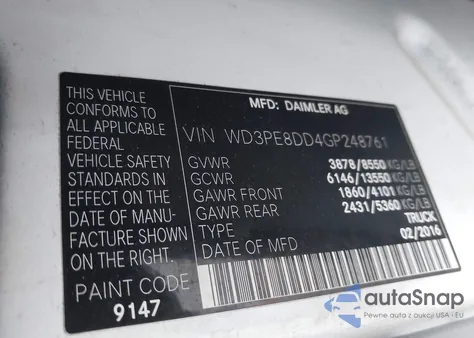 MFD: DAIMLER AG
THIS VEHICLE
CONFORMS TO
ALL APPLICABLE
FEDERAL
VEHICLE SAFETY
STANDARDS IN
EFFECT ON THE
DATE OF MANU-
FACTURE SHOWN
ON THE RIGHT.
VIN WD3PE8DD4GP248761
GVWR 3878/8550 KG/LB
GCWR 6146/13550 KG/LB
GAWR FRONT 1860/4101 KG/LB
GAWR REAR 2431/5360 KG/LB
TYPE TRUCK
DATE OF MFD 02/2016
PAINT CODE
9147
autoSnap
Pewne auta z aukcji USA i EU